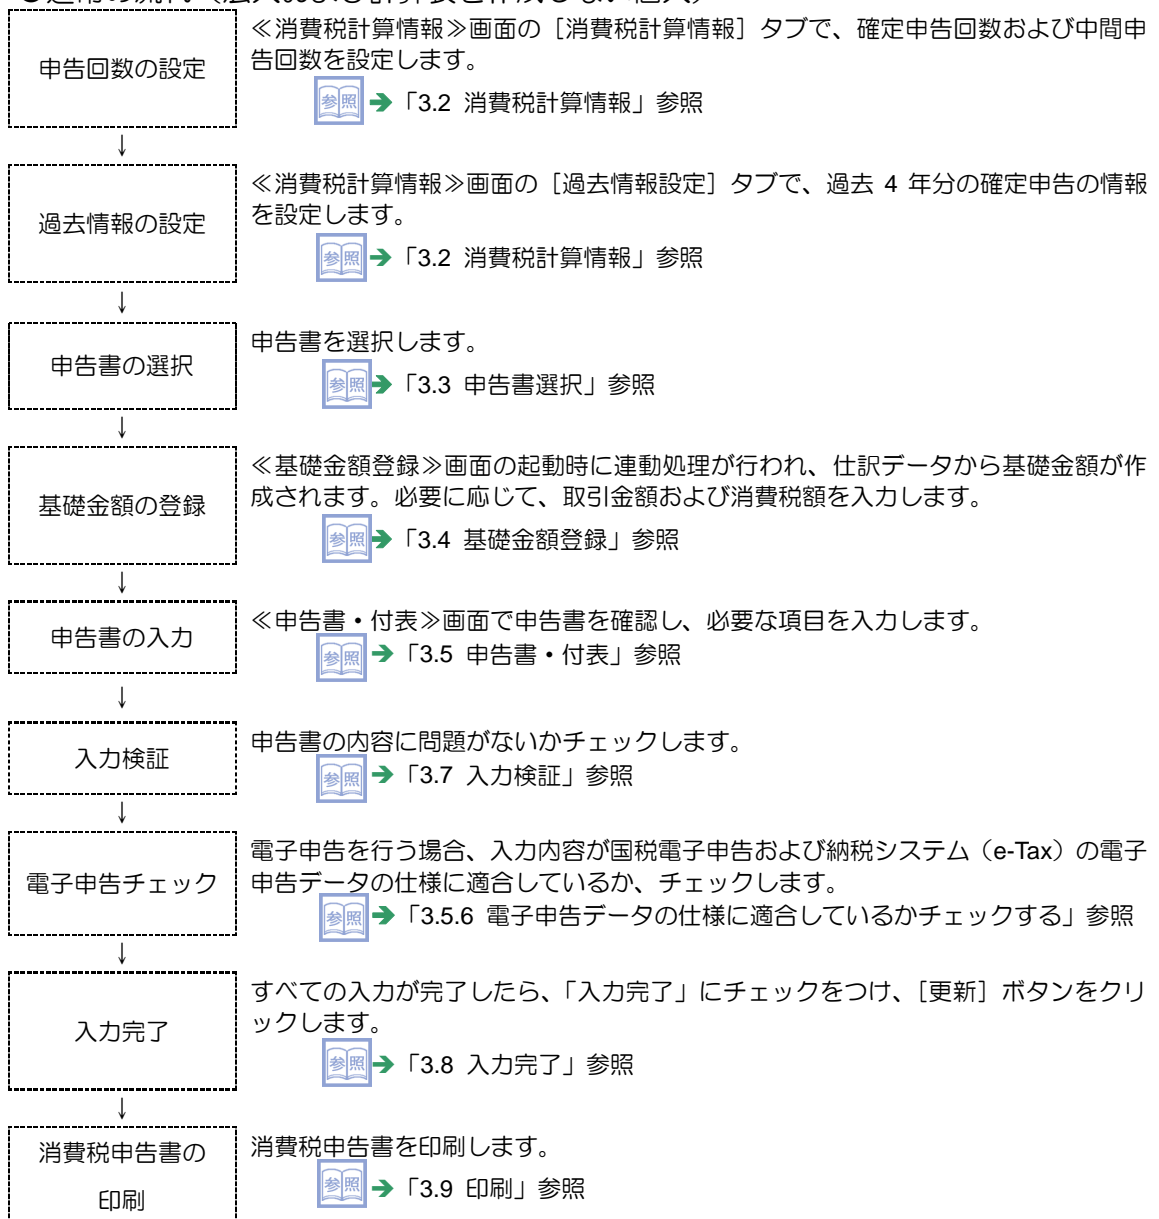 申告回数の設定
≪消費税計算情報≫画面の［消費税計算情報］タブで、確定申告回数および中間申
告回数を設定します。
参照 ➔ 「3.2 消費税計算情報」参照
↓
過去情報の設定
≪消費税計算情報≫画面の［過去情報設定］タブで、過去 4 年分の確定申告の情報
を設定します。
参照 ➔ 「3.2 消費税計算情報」参照
↓
申告書の選択
申告書を選択します。
参照 ➔ 「3.3 申告書選択」参照
↓
基礎金額の登録
≪基礎金額登録≫画面の起動時に連動処理が行われ、仕訳データから基礎金額が作
成されます。必要に応じて、取引金額および消費税額を入力します。
参照 ➔ 「3.4 基礎金額登録」参照
↓
申告書の入力
≪申告書・付表≫画面で申告書を確認し、必要な項目を入力します。
参照 ➔ 「3.5 申告書・付表」参照
↓
入力検証
申告書の内容に問題がないかチェックします。
参照 ➔ 「3.7 入力検証」参照
↓
電子申告チェック
電子申告を行う場合、入力内容が国税電子申告および納税システム（e-Tax）の電子
申告データの仕様に適合しているか、チェックします。
参照 ➔ 「3.5.6 電子申告データの仕様に適合しているかチェックする」参照
↓
入力完了
すべての入力が完了したら、「入力完了」にチェックをつけ、［更新］ボタンをクリ
ックします。
参照 ➔ 「3.8 入力完了」参照
↓
消費税申告書の
印刷
消費税申告書を印刷します。
参照 ➔ 「3.9 印刷」参照